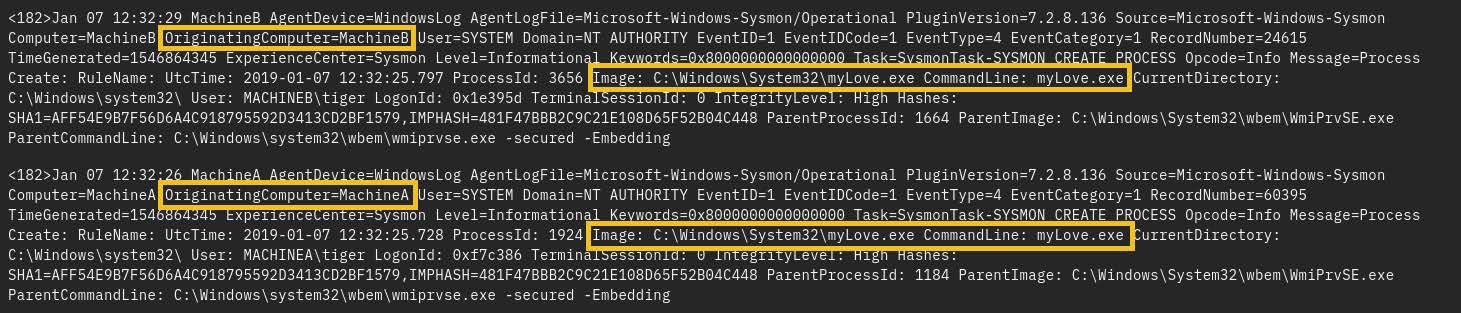 <182>Jan 07 12:32:29 MachineB AgentDevice=WindowsLog AgentLogFile=Microsoft-Windows-Sysmon/Operational PluginVersion=7.2.8.136 Source=Microsoft-Windows-Sysmon
Computer=MachineB OriginatingComputer=MachineB User=SYSTEM Domain=NT AUTHORITY EventID=1 EventIDCode=1 EventType=4 EventCategory=1 RecordNumber=24615
TimeGenerated=1546864345 ExperienceCenter=Sysmon Level=Informational Keywords=0x8000000000000000 Task=SysmonTask-SYSMON_CREATE_PROCESS Opcode=Info Message=Process
Create: RuleName: UtcTime: 2019-01-07 12:32:25.797 ProcessId: 3656 Image: C:\Windows\System32\myLove.exe CommandLine: myLove.exe CurrentDirectory:
C:\Windows\system32\ User: MACHINEB\tiger LogonId: 0x1e395d TerminalSessionId: 0 IntegrityLevel: High Hashes:
SHA1=AFF54E9B7F56D6A4C918795592D3413CD2BF1579,IMPHASH=481F47BBB2C9C21E108D65F52B04C448 ParentProcessId: 1664 ParentImage: C:\Windows\System32\wbem\WmiPrvSE.exe
ParentCommandLine: C:\Windows\system32\wbem\wmiprvse.exe -secured -Embedding
<182>Jan 07 12:32:26 MachineA AgentDevice=WindowsLog AgentLogFile=Microsoft-Windows-Sysmon/Operational PluginVersion=7.2.8.136 Source=Microsoft-Windows-Sysmon
Computer=MachineA OriginatingComputer=MachineA User=SYSTEM Domain=NT AUTHORITY EventID=1 EventIDCode=1 EventType=4 EventCategory=1 RecordNumber=60395
TimeGenerated=1546864345 ExperienceCenter=Sysmon Level=Informational Keywords=0x8000000000000000 Task=SysmonTask-SYSMON_CREATE_PROCESS Opcode=Info Message=Process
Create: RuleName: UtcTime: 2019-01-07 12:32:25.728 ProcessId: 1924 Image: C:\Windows\System32\myLove.exe CommandLine: myLove.exe CurrentDirectory:
C:\Windows\system32\ User: MACHINEA\tiger LogonId: 0xf7c386 TerminalSessionId: 0 IntegrityLevel: High Hashes:
SHA1=AFF54E9B7F56D6A4C918795592D3413CD2BF1579,IMPHASH=481F47BBB2C9C21E108D65F52B04C448 ParentProcessId: 1184 ParentImage: C:\Windows\System32\wbem\WmiPrvSE.exe
ParentCommandLine: C:\Windows\system32\wbem\wmiprvse.exe -secured -Embedding